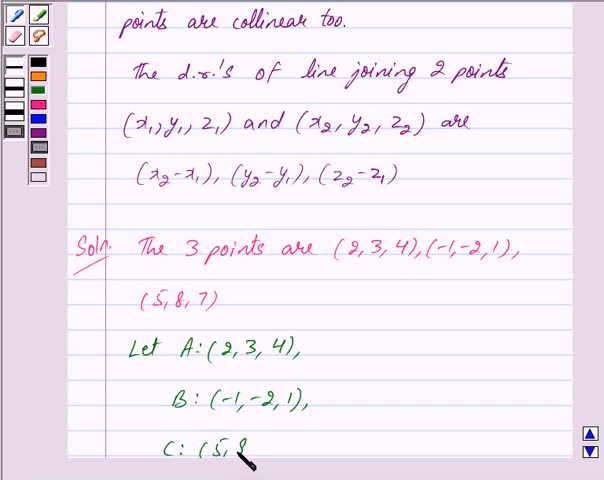 points are collinear too.
The d.r.'s of line joining 2 points
(x₁, y₁, z₁) and (x₂, y₂, z₂) are
(x₂-x₁), (y₂-y₁), (z₂-z₁)
Soln. The 3 points are (2, 3, 4), (-1, -2, 1),
(5, 8, 7)
Let A: (2, 3, 4),
B: (-1, -2, 1),
C: (5, 8